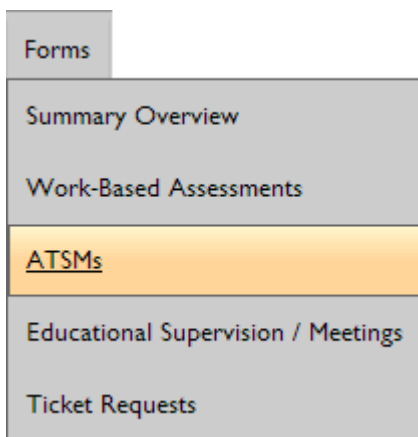 Forms
Summary Overview
Work-Based Assessments
ATSMs
Educational Supervision / Meetings
Ticket Requests